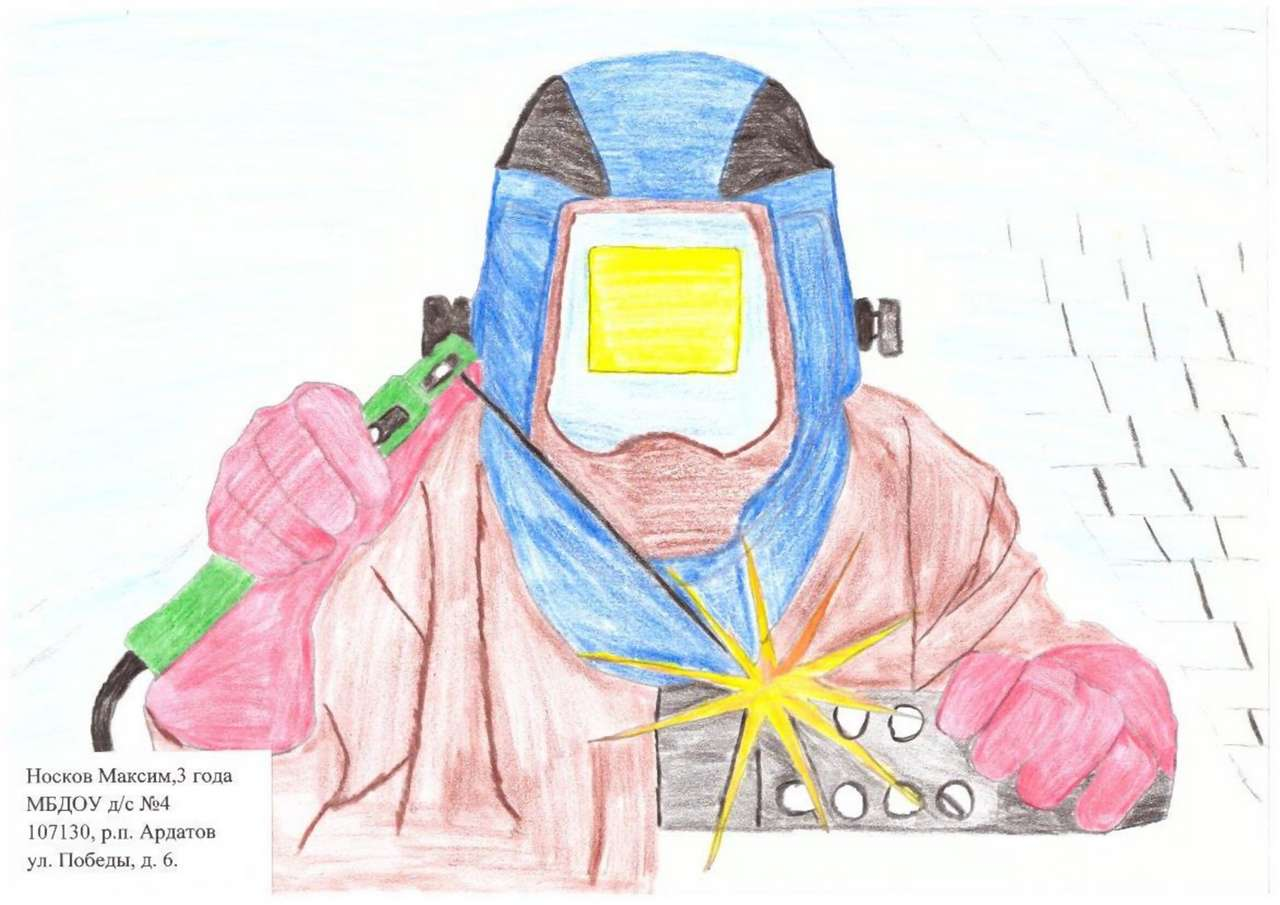 Носков Максим,3 года
МБДОУ д/с №4
107130, р.п. Ардатов
ул. Победы, д. 6.